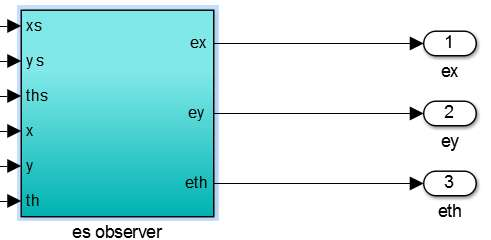 xs
ys
ths
x
y
th
ex
ey
eth
es observer
1
ex
2
ey
3
eth